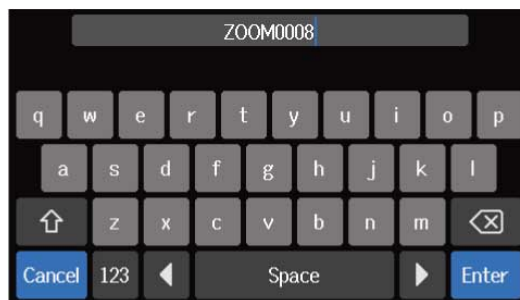 ZOOM0008
q w e r t y u i o p
a s d f g h j k l
z x c v b n m
Cancel 123 Space Enter